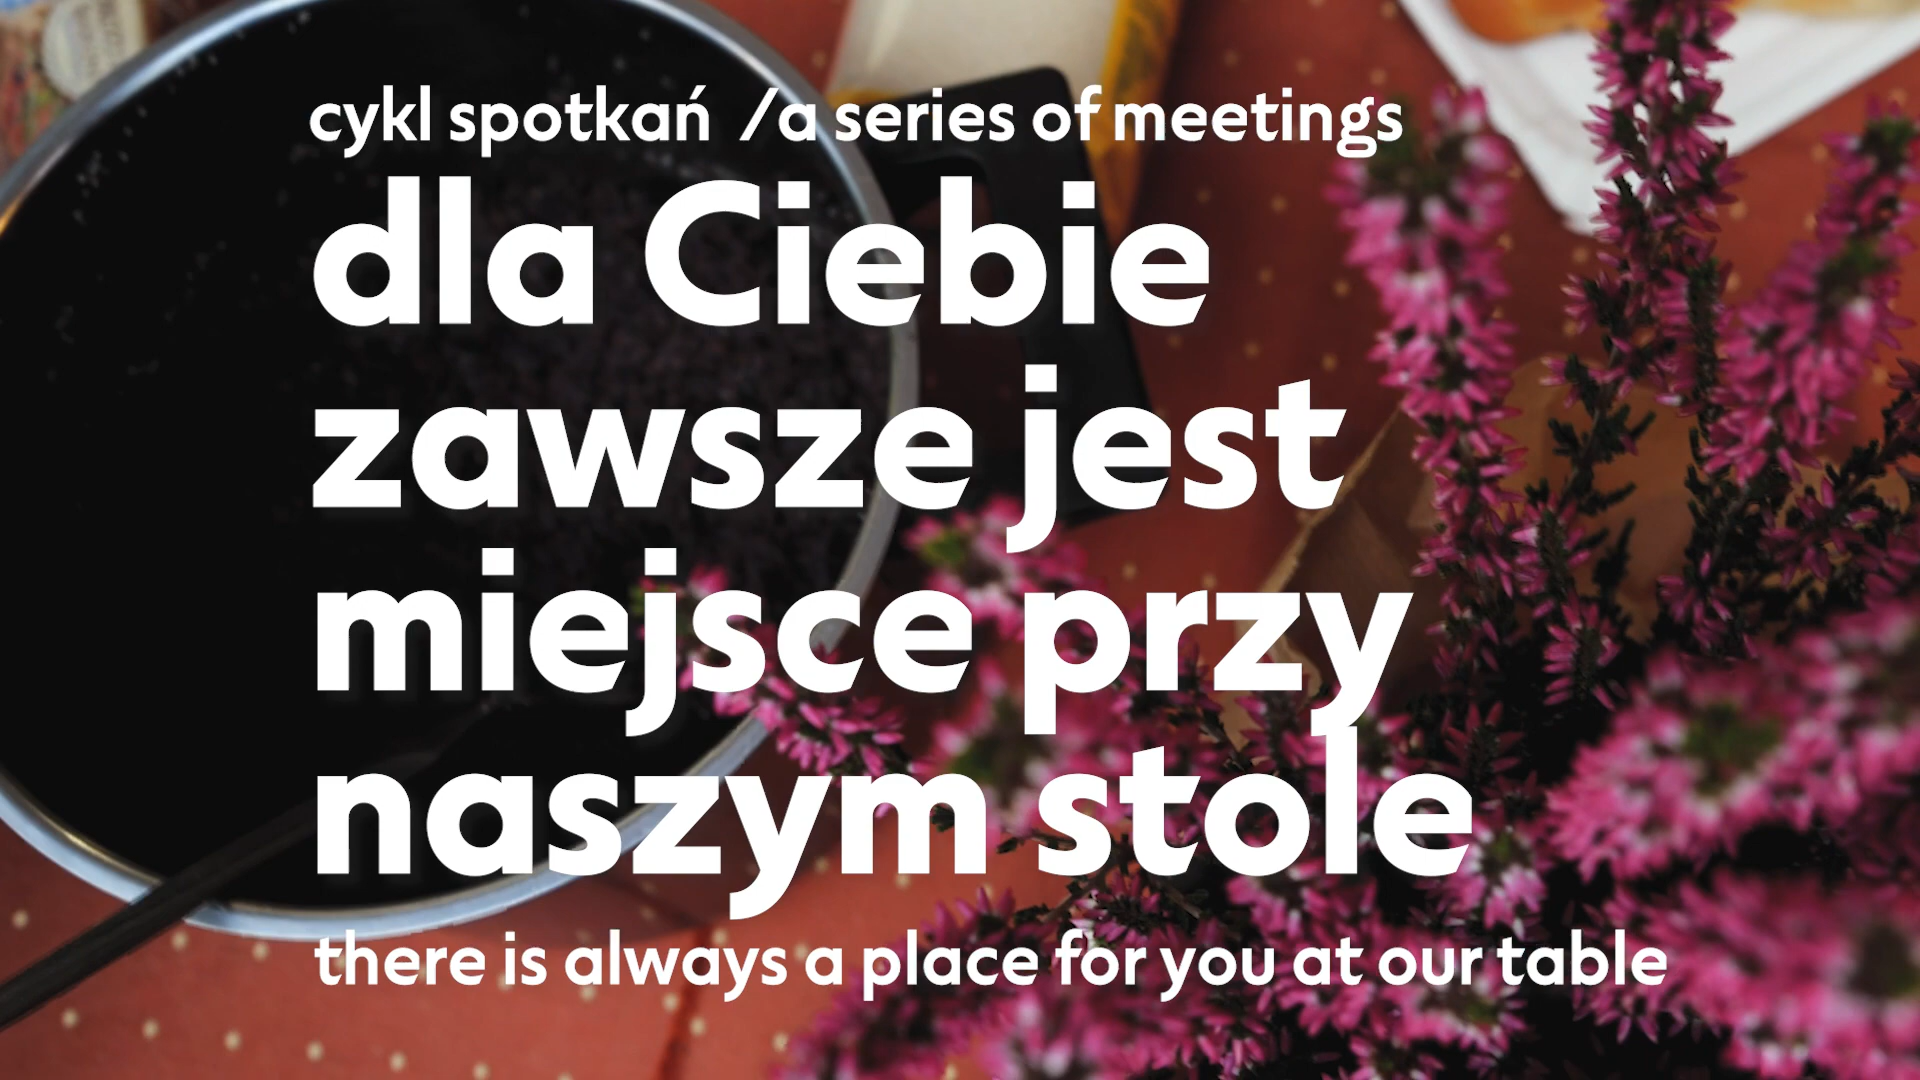 cykl spotkań /a series of meetings
dla Ciebie
zawsze jest
miejsce przy
naszym stole
there is always a place for you at our table